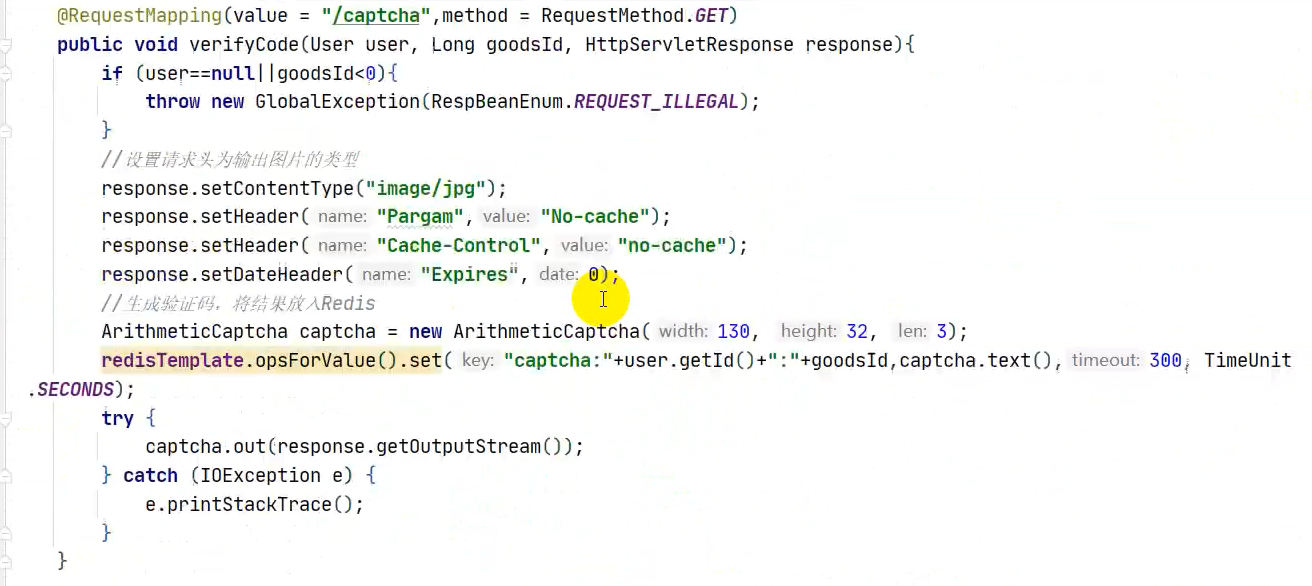 @RequestMapping(value = "/captcha",method = RequestMethod.GET)
public void verifyCode(User user, Long goodsId, HttpServletResponse response){
if (user==null||goodsId<0){
throw new GlobalException(RespBeanEnum.REQUEST_ILLEGAL);
}
//设置请求头为输出图片的类型
response.setContentType("image/jpg");
response.setHeader( name: "Pargam", value: "No-cache");
response.setHeader( name: "Cache-Control", value: "no-cache");
response.setDateHeader( name: "Expires", date: 0);
//生成验证码，将结果放入Redis
ArithmeticCaptcha captcha = new ArithmeticCaptcha( width: 130, height: 32, len: 3);
redisTemplate.opsForValue().set( key: "captcha:"+user.getId()+":"+goodsId,captcha.text(), timeout: 300, TimeUnit
.SECONDS);
try {
captcha.out(response.getOutputStream());
} catch (IOException e) {
e.printStackTrace();
}
}